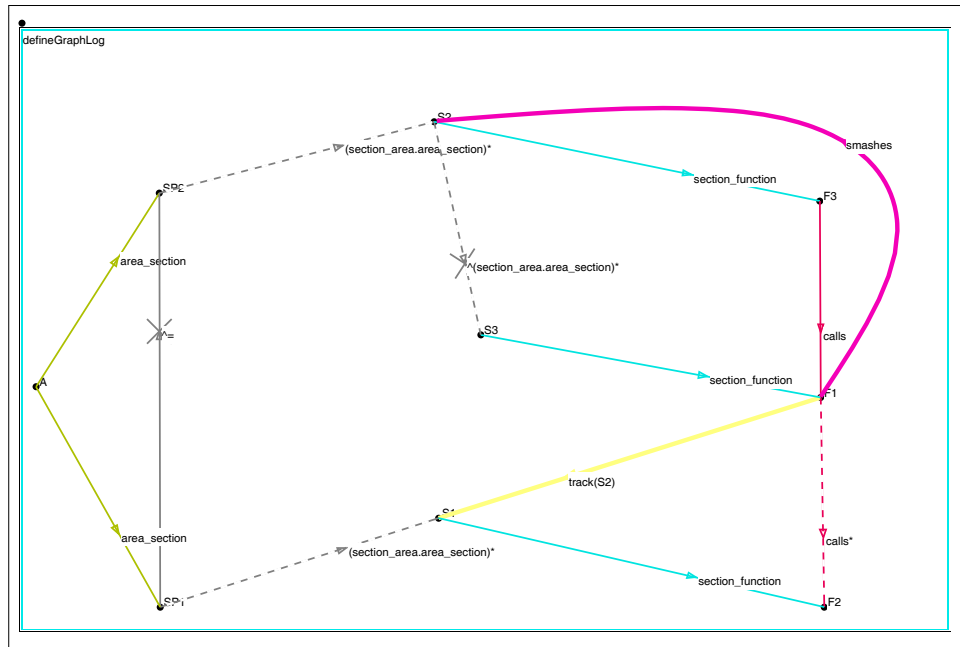 defineGraphLog
S2
smashes
(section_area.area_section)*
section_function
SP2
F3
area_section
^(section_area.area_section)*
S3
^=
calls
section_function
A
F1
track(S2)
S1
area_section
(section_area.area_section)*
calls*
section_function
SP1
F2